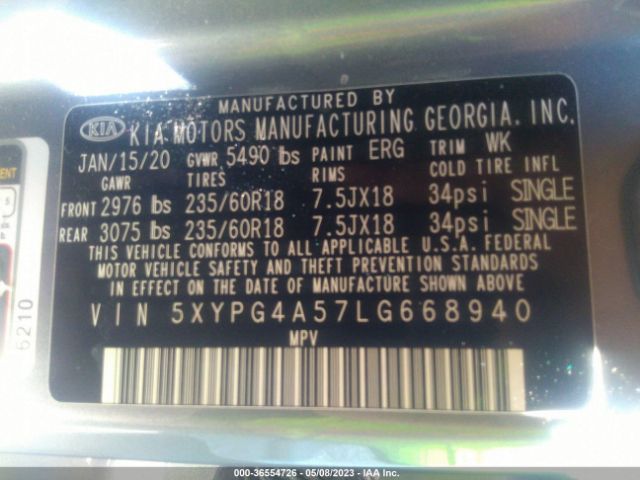 MANUFACTURED BY
KIA KIA MOTORS MANUFACTURING GEORGIA, INC.
JAN/15/20 GVWR 5490 lbs PAINT ERG TRIM WK
GAWR TIRES RIMS COLD TIRE INFL
FRONT 2976 lbs 235/60R18 7.5JX18 34psi SINGLE
REAR 3075 lbs 235/60R18 7.5JX18 34psi SINGLE
THIS VEHICLE CONFORMS TO ALL APPLICABLE U.S.A. FEDERAL
MOTOR VEHICLE SAFETY AND THEFT PREVENTION STANDARDS
IN EFFECT ON THE DATE OF MANUFACTURE SHOWN ABOVE
VIN 5XYPG4A57LG668940
MPV
6210
000-36554726 - 05/08/2023 - IAA Inc.